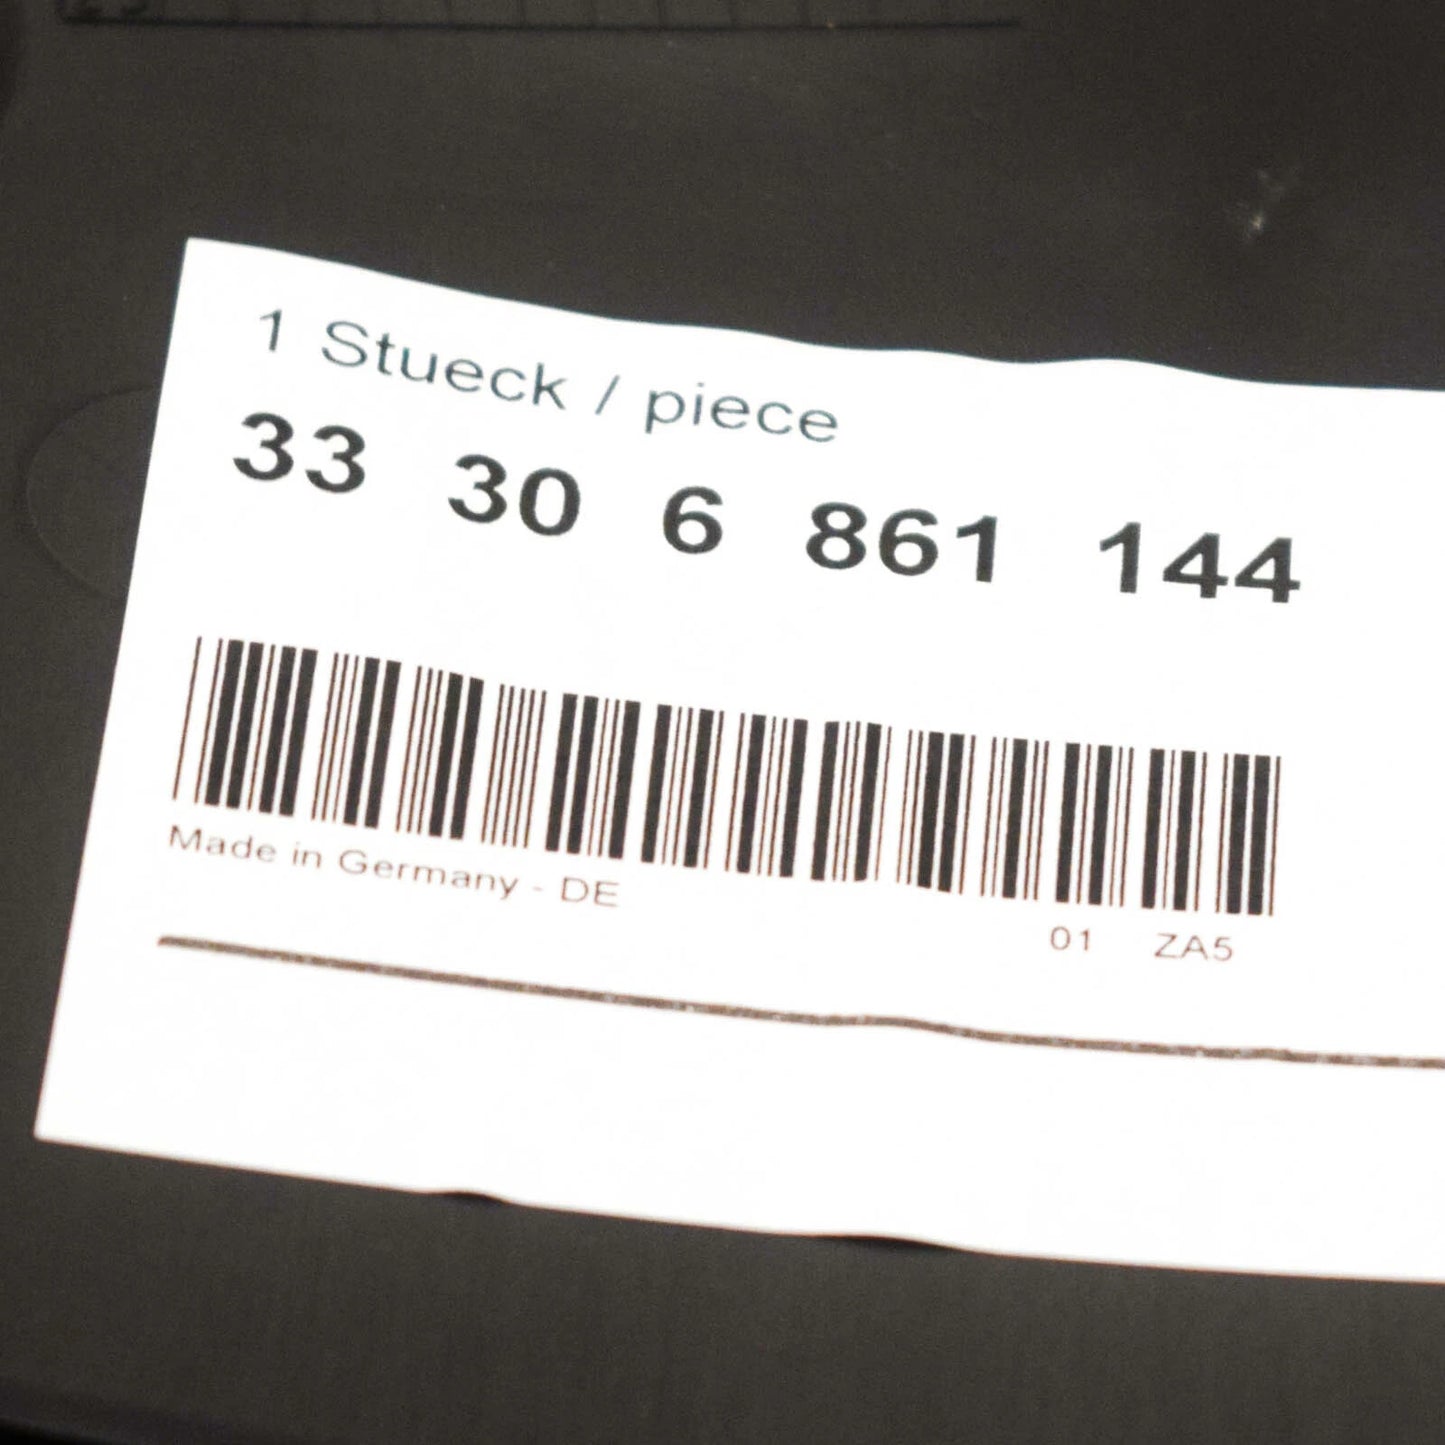 1 Stueck / piece
33 30 6 861 144
Made in Germany - DE
01 ZA5